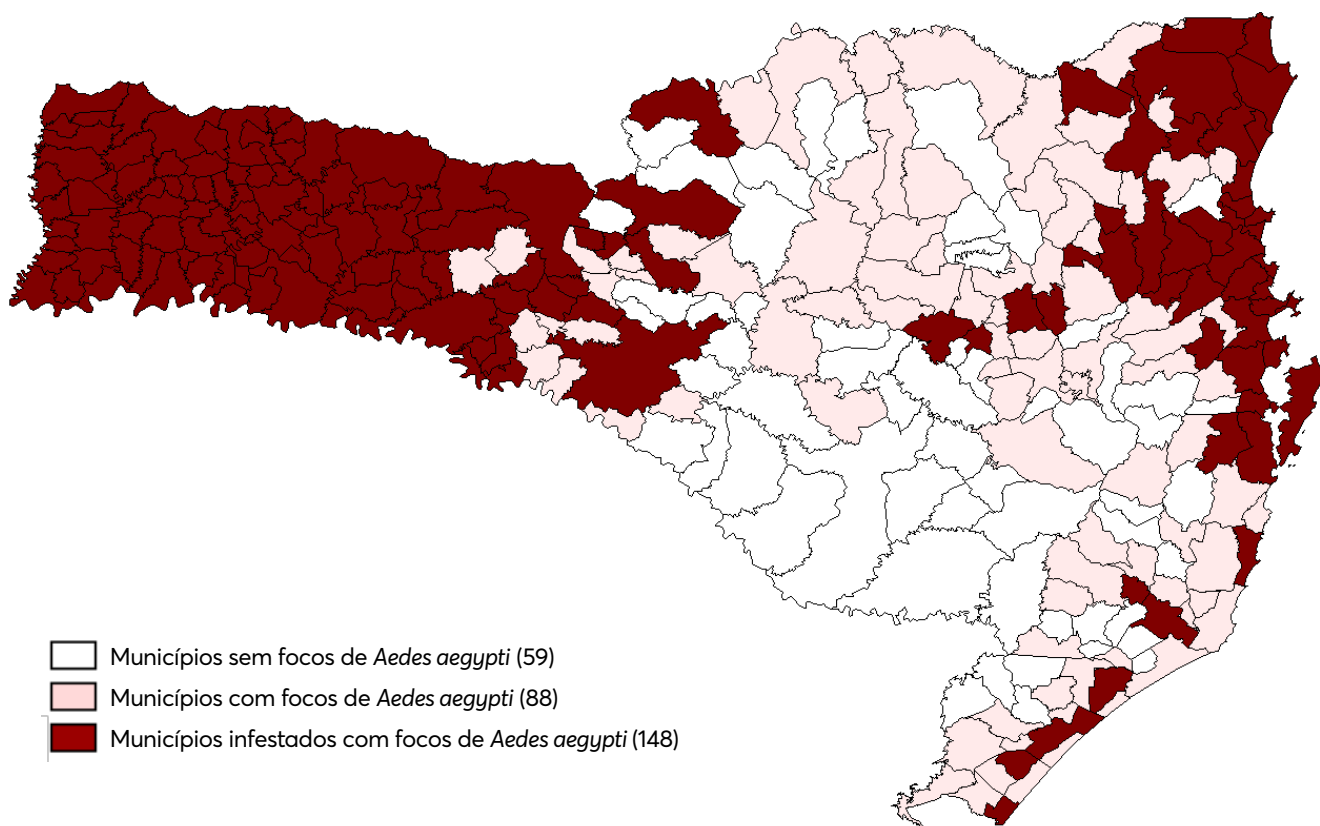 Municípios sem focos de Aedes aegypti (59)
Municípios com focos de Aedes aegypti (88)
Municípios infestados com focos de Aedes aegypti (148)